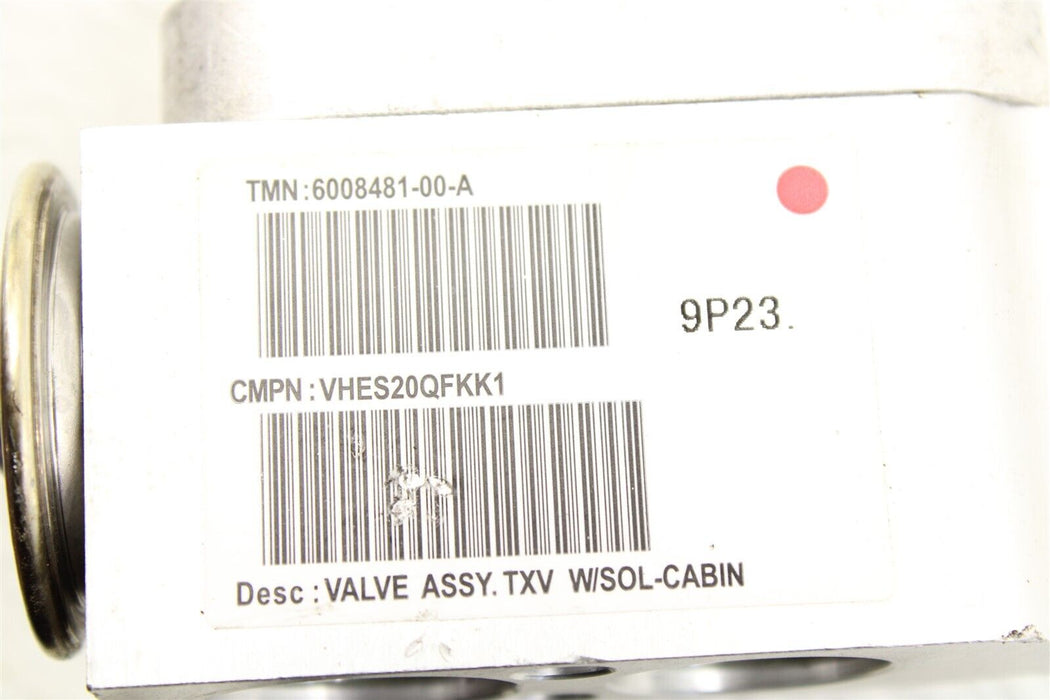 TMN:6008481-00-A
9P23.
CMPN:VHES20QFKK1
Desc:VALVE ASSY.TXV W/SOL-CABIN